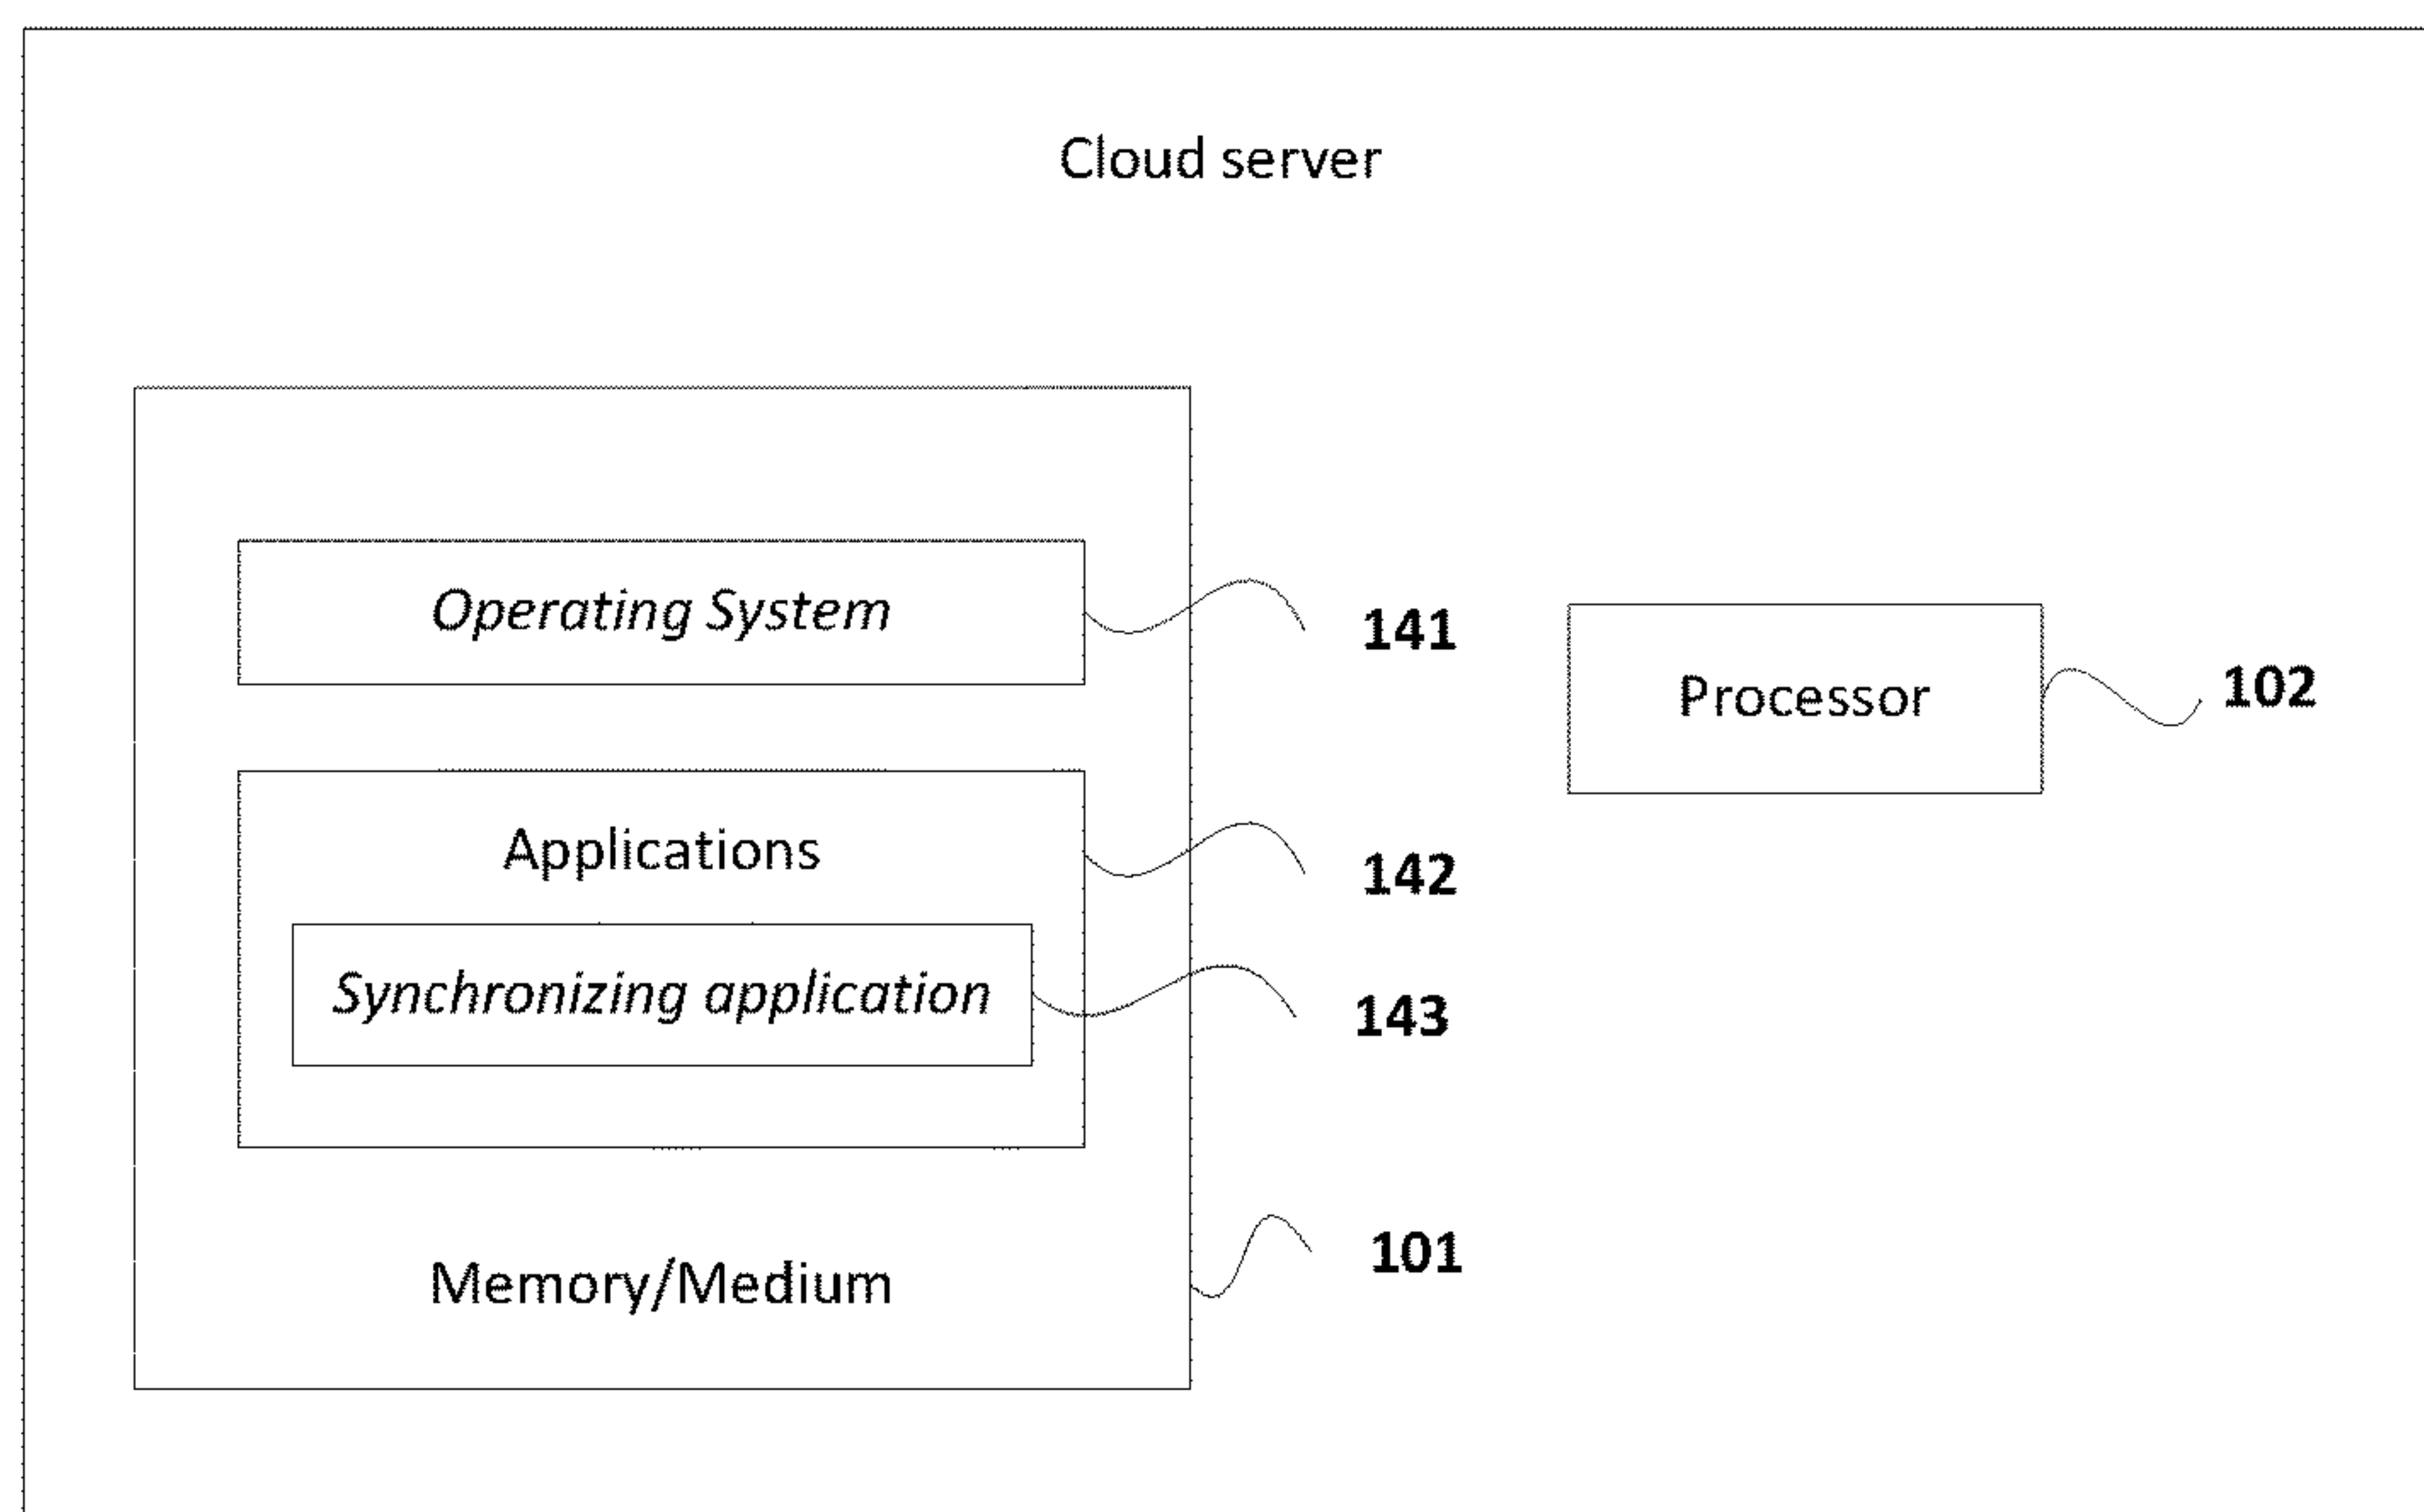 Cloud server
Operating System
141
Processor
102
Applications
142
Synchronizing application
143
Memory/Medium
101